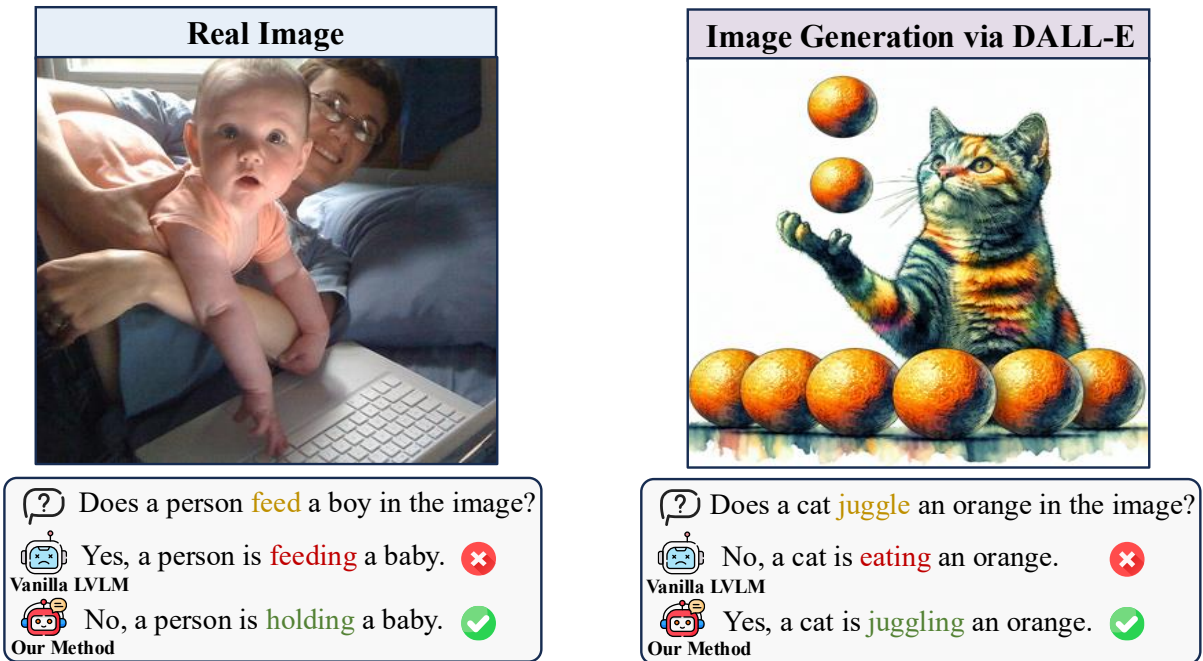 Real Image
Does a person feed a boy in the image?
Yes, a person is feeding a baby.
Vanilla LVLM
No, a person is holding a baby.
Our Method
Image Generation via DALL-E
Does a cat juggle an orange in the image?
No, a cat is eating an orange.
Vanilla LVLM
Yes, a cat is juggling an orange.
Our Method